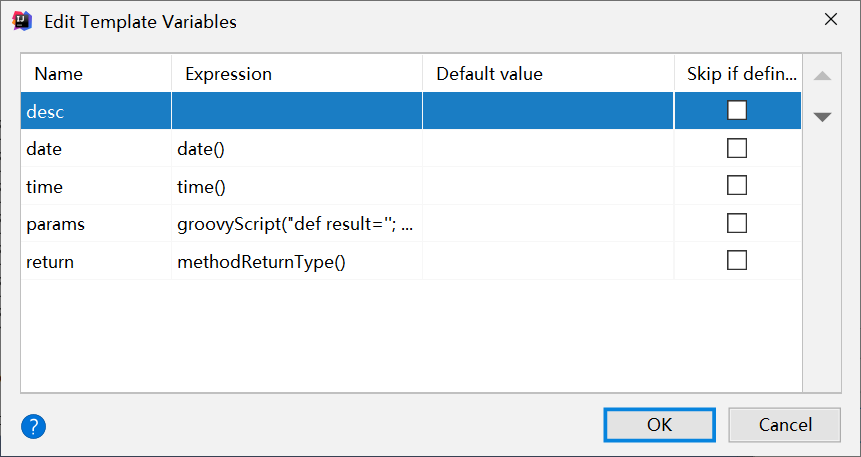 Edit Template Variables
Name Expression Default value Skip if defin...
desc
date date()
time time()
params groovyScript("def result=''; ...
return methodReturnType()
? OK Cancel